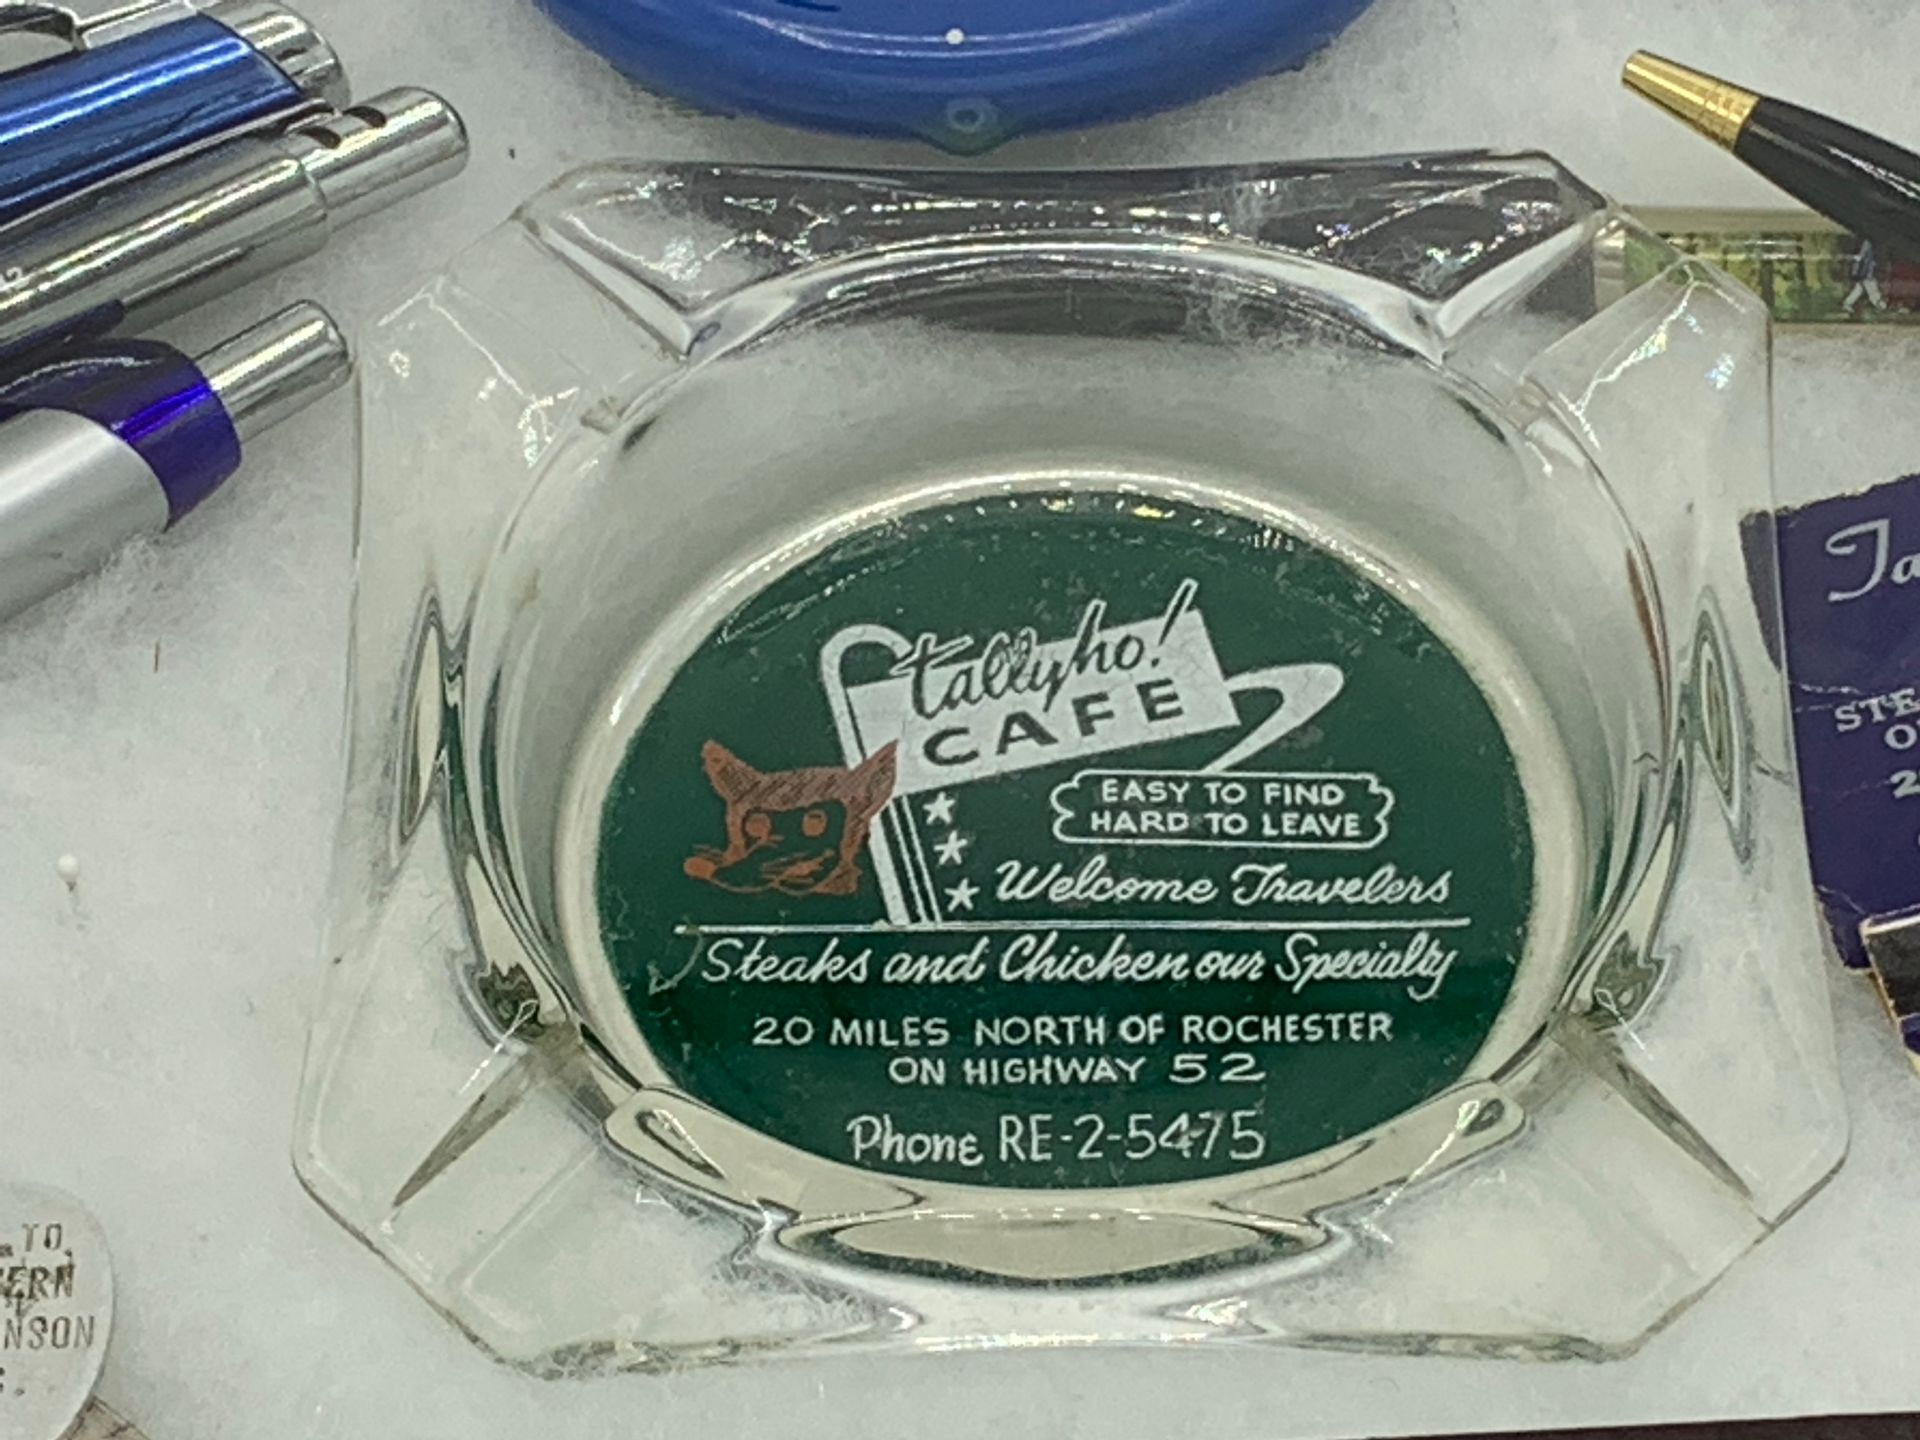 tallyho!
CAFE
EASY TO FIND
HARD TO LEAVE
Welcome Travelers
Steaks and Chicken our Specialty
20 MILES NORTH OF ROCHESTER
ON HIGHWAY 52
Phone RE-2-5475
TO